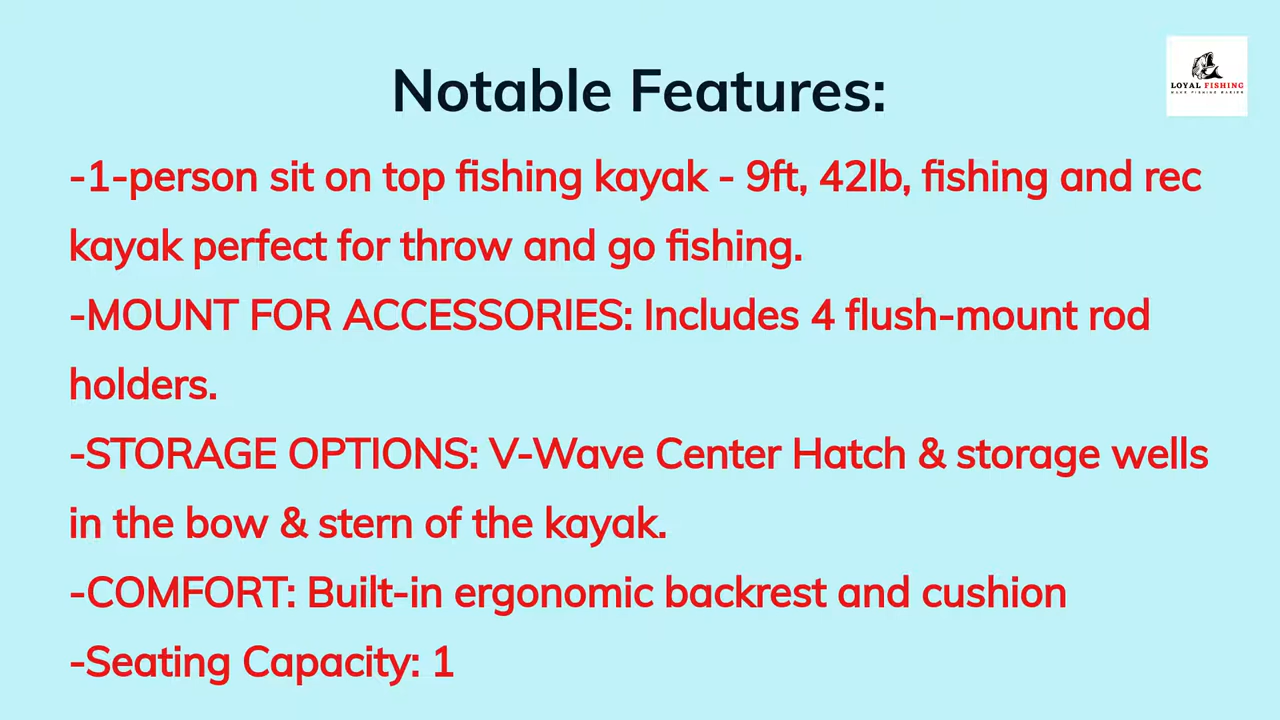 Notable Features:
LOYAL FISHING
-1-person sit on top fishing kayak - 9ft, 42lb, fishing and rec
kayak perfect for throw and go fishing.
-MOUNT FOR ACCESSORIES: Includes 4 flush-mount rod
holders.
-STORAGE OPTIONS: V-Wave Center Hatch & storage wells
in the bow & stern of the kayak.
-COMFORT: Built-in ergonomic backrest and cushion
-Seating Capacity: 1